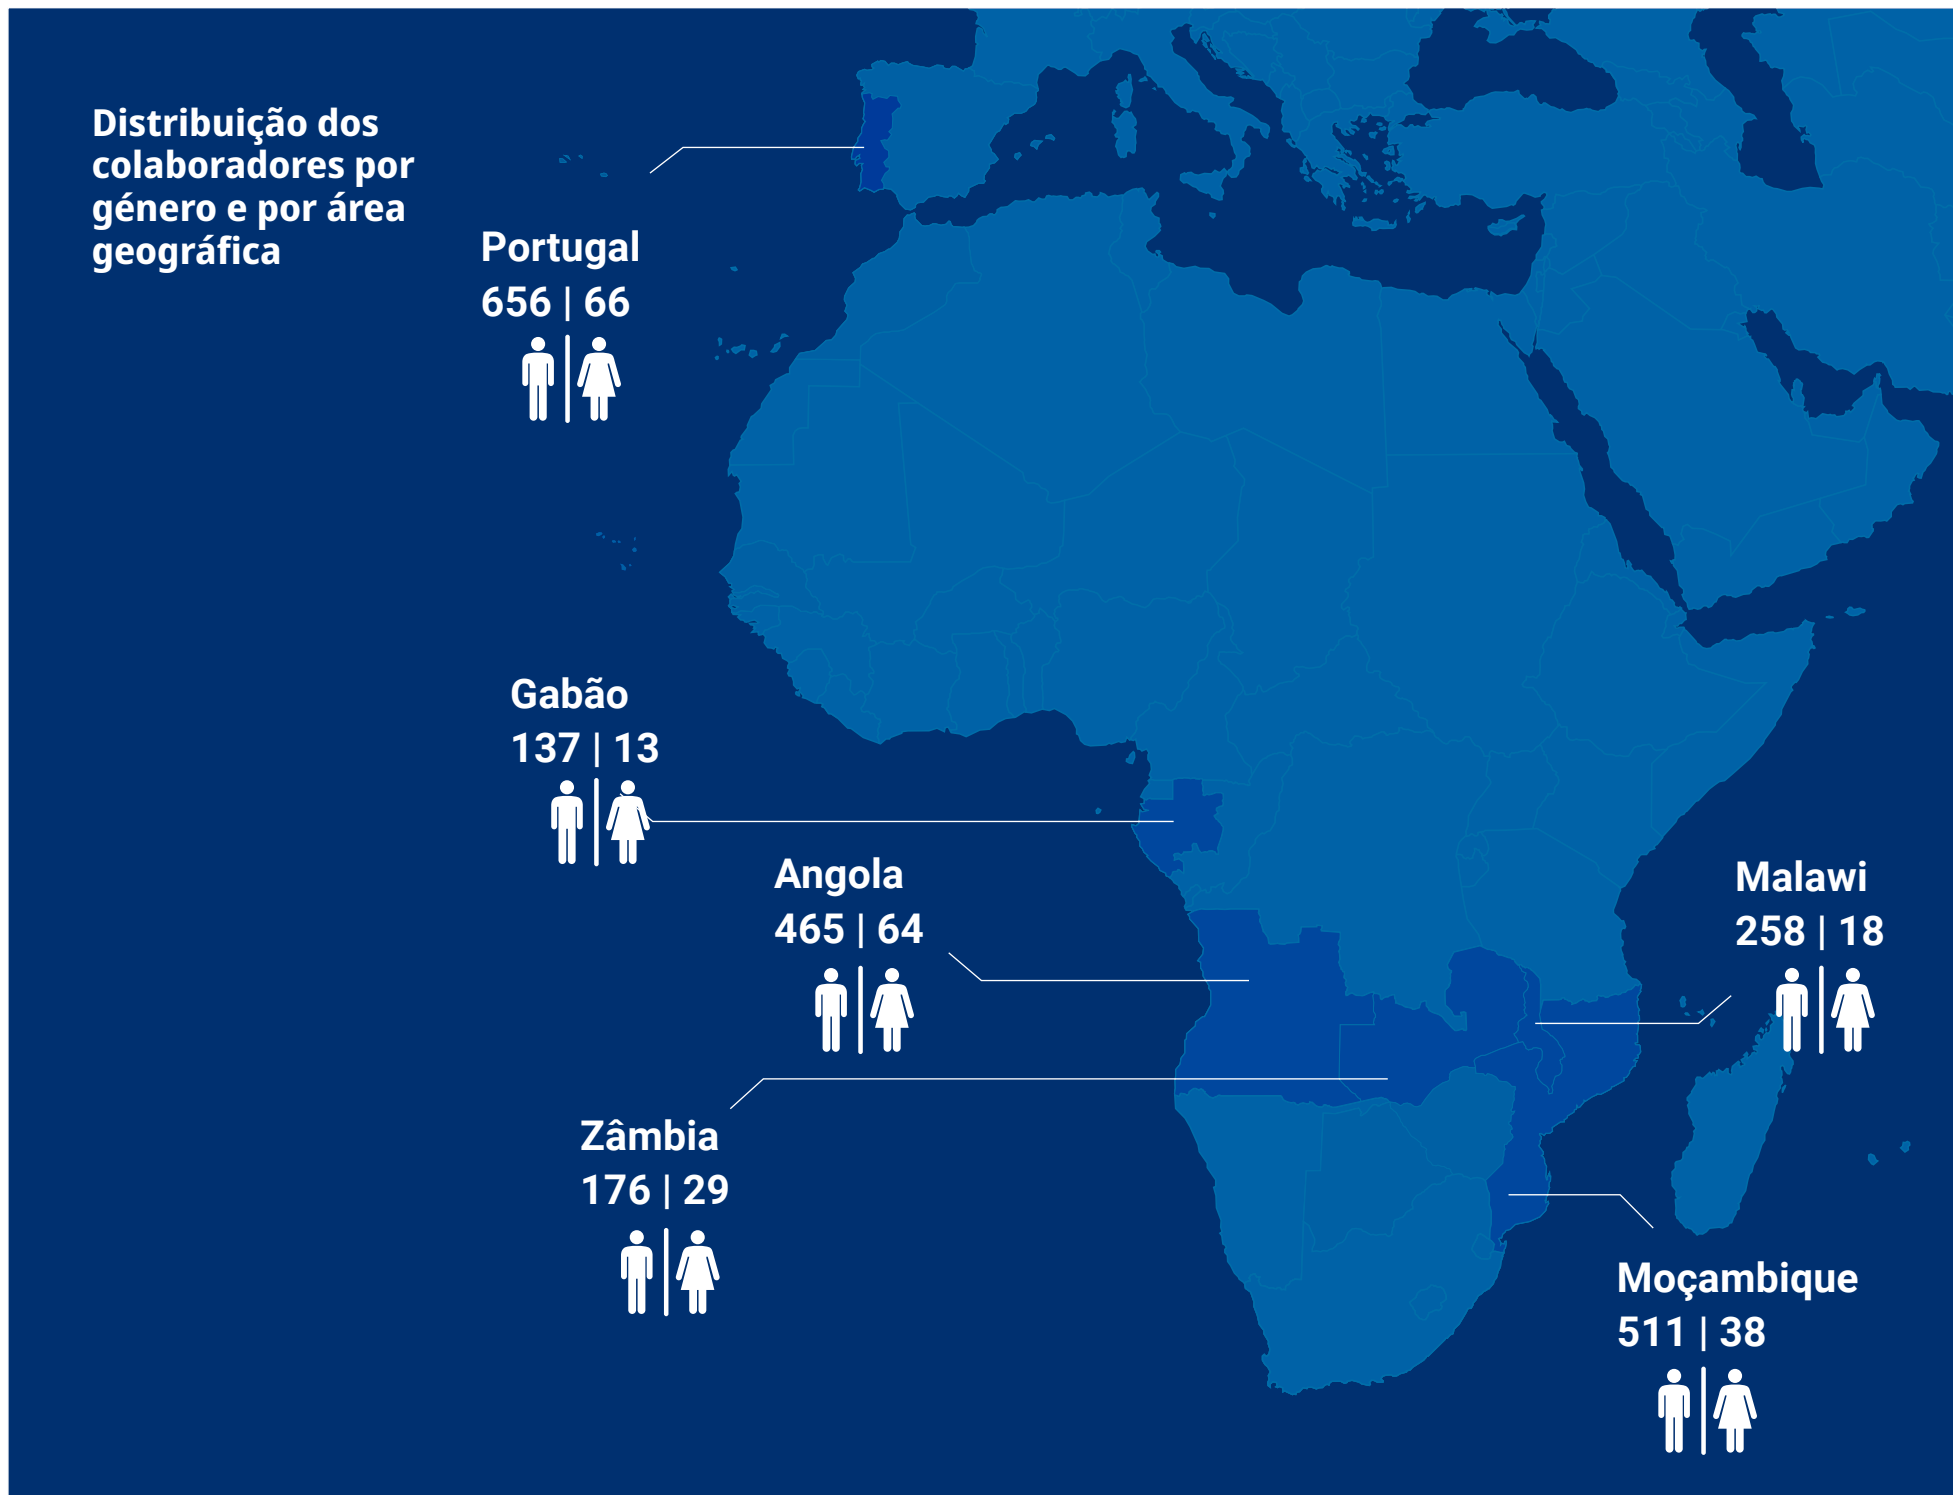 Distribuição dos
colaboradores por
género e por área
geográfica
Portugal
656 | 66
Gabão
137 | 13
Angola
465 | 64
Malawi
258 | 18
Zâmbia
176 | 29
Moçambique
511 | 38